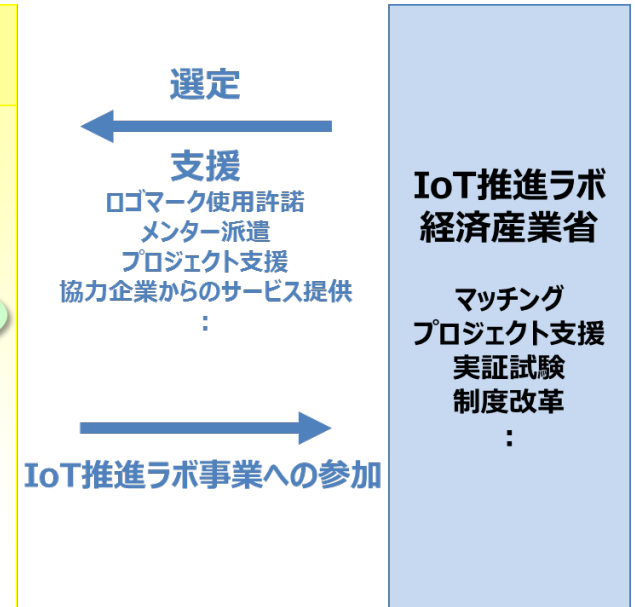 選定
支援
ロゴマーク使用許諾
メンター派遣
プロジェクト支援
協力企業からのサービス提供
:
IoT推進ラボ事業への参加
IoT推進ラボ
経済産業省
マッチング
プロジェクト支援
実証試験
制度改革
: